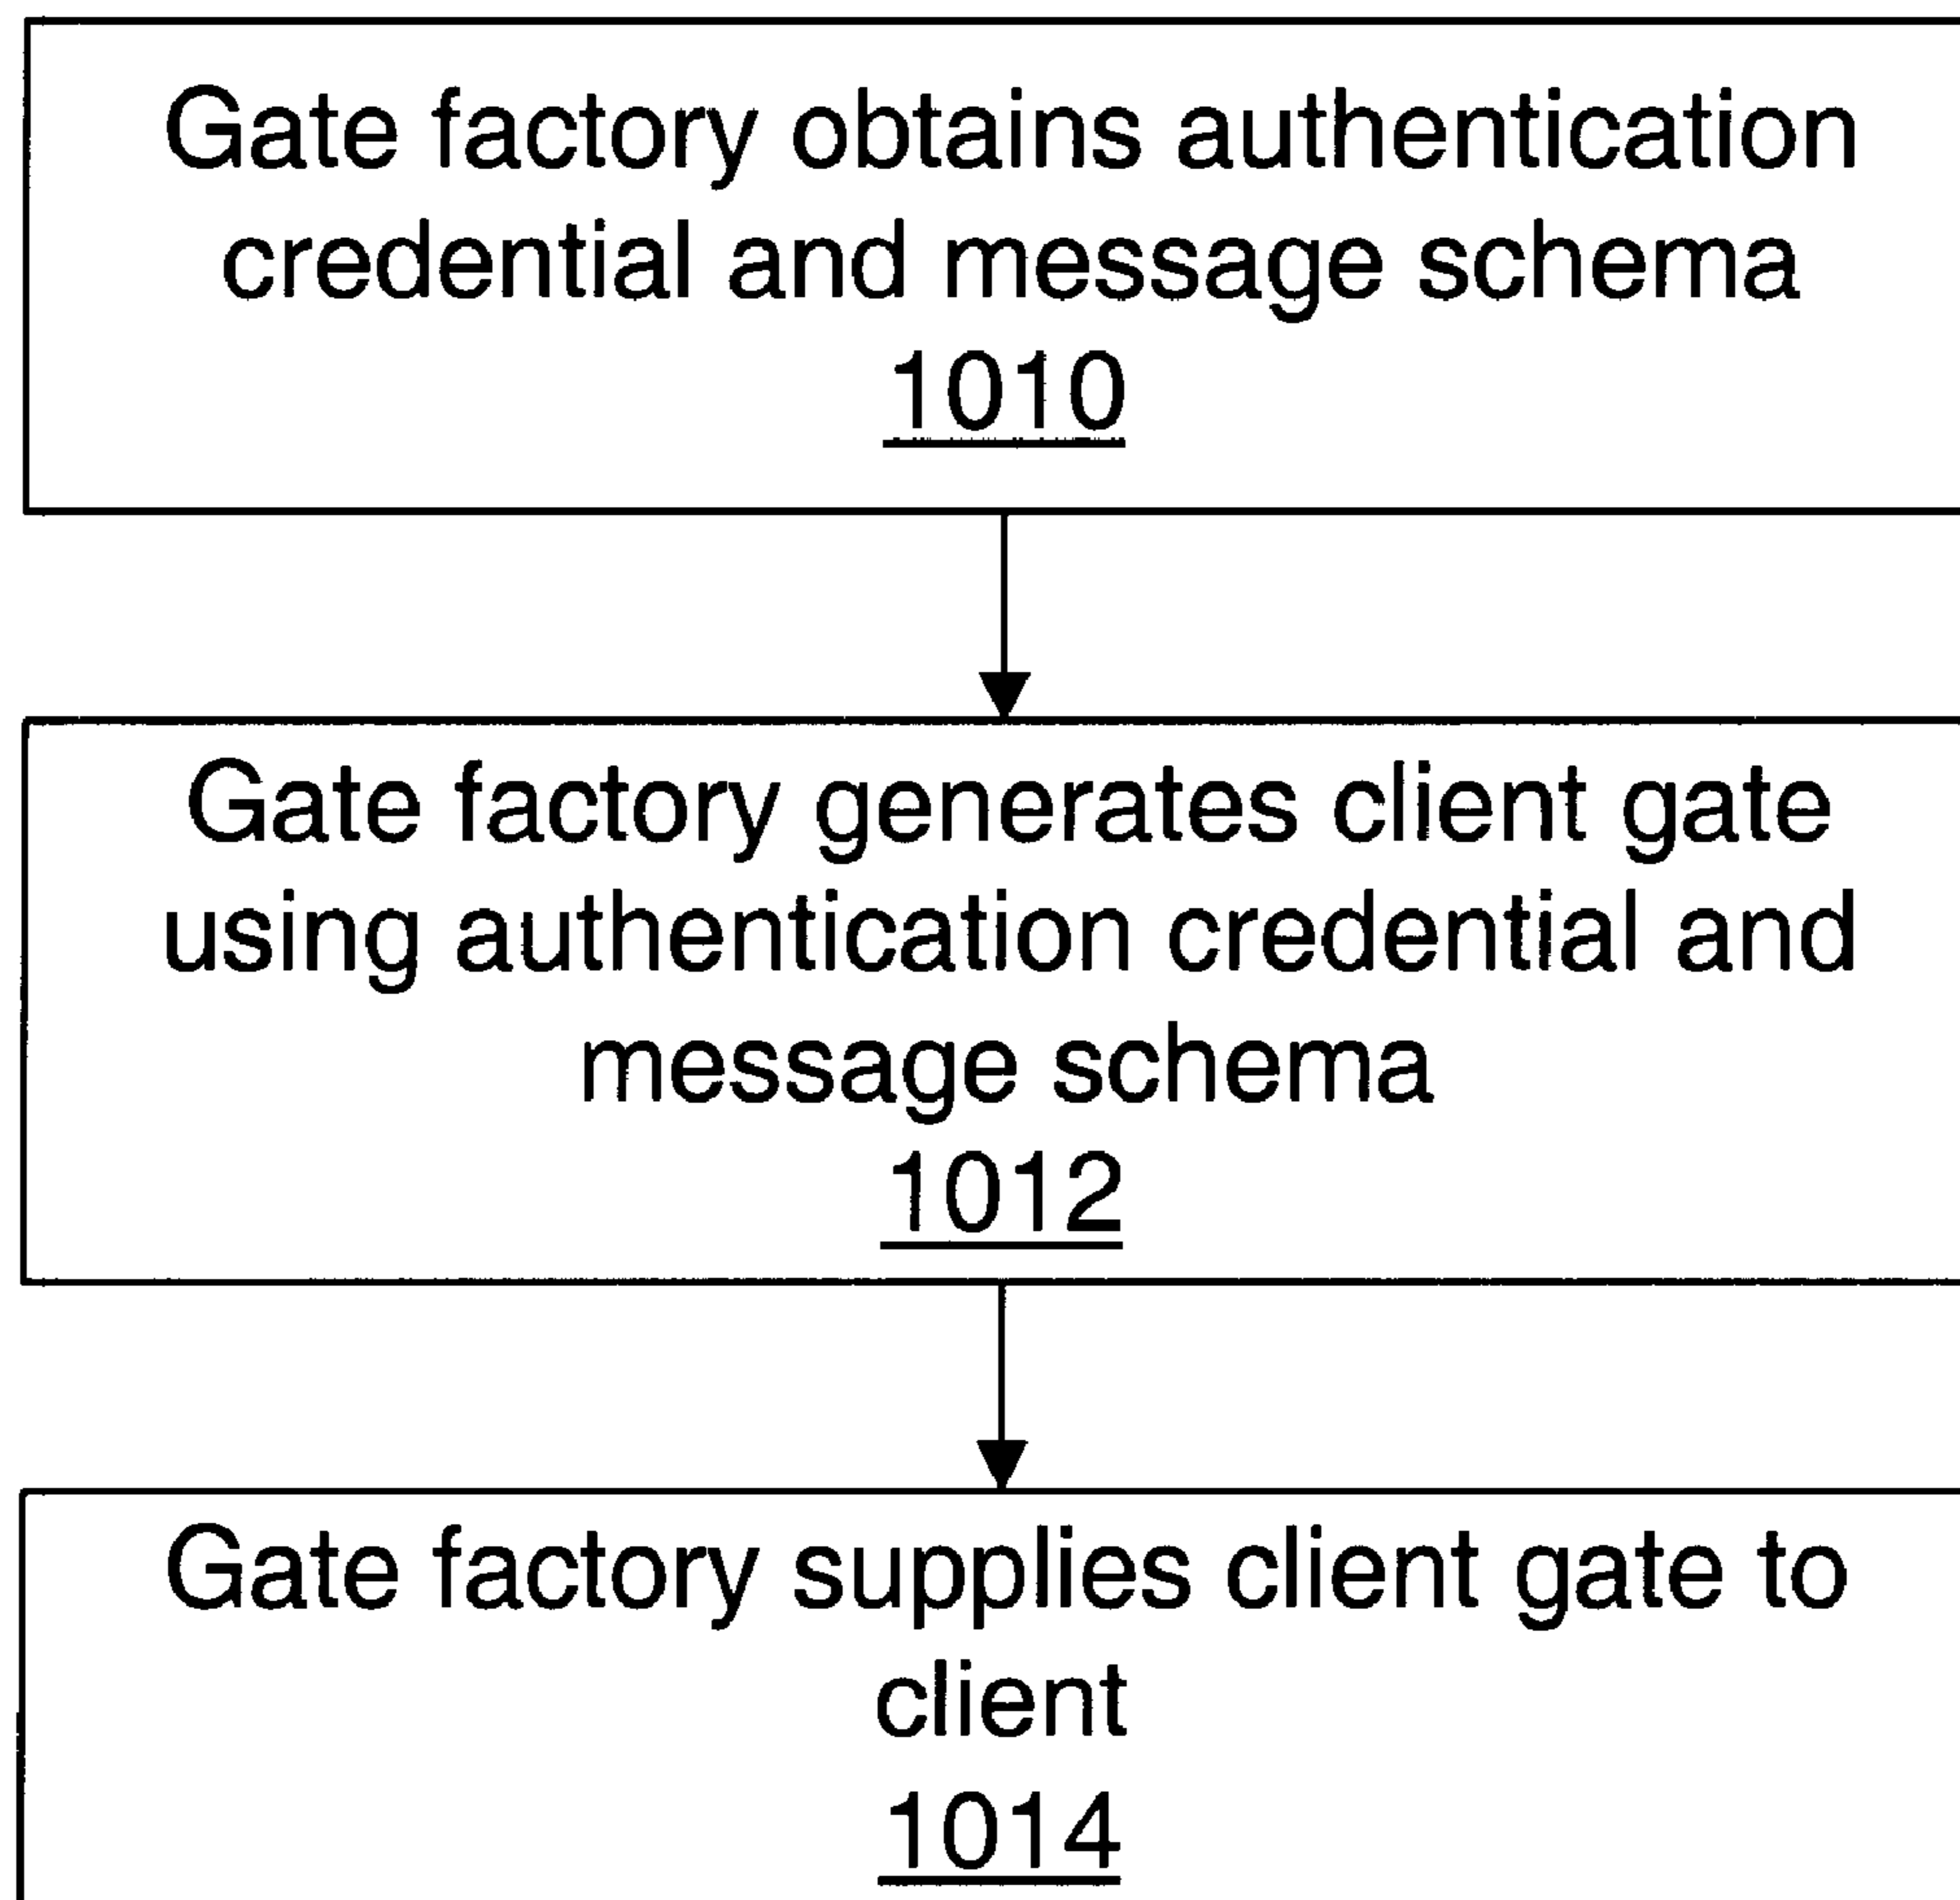 Gate factory obtains authentication
credential and message schema
1010
Gate factory generates client gate
using authentication credential and
message schema
1012
Gate factory supplies client gate to
client
1014